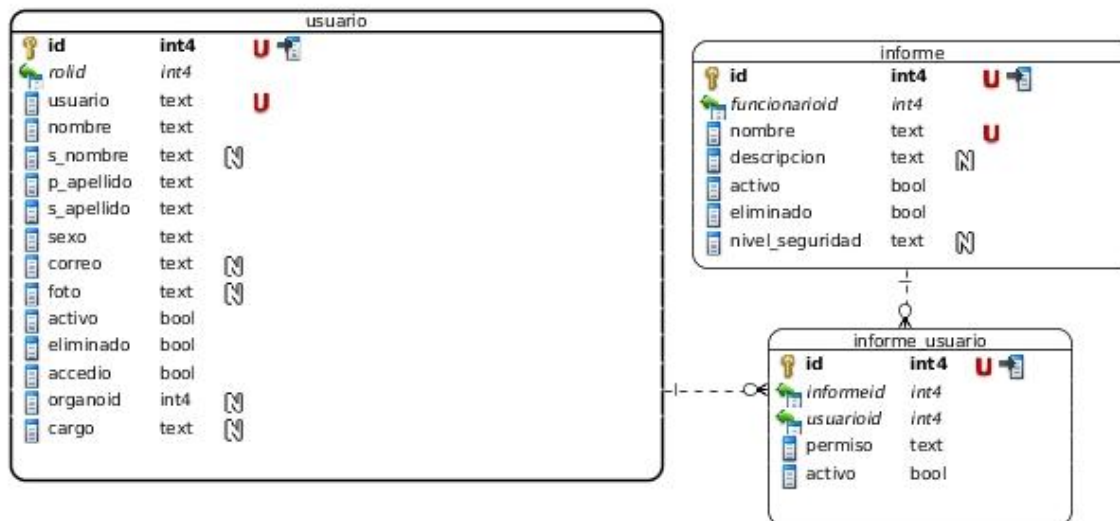 usuario
id int4 U
rolid int4
usuario text U
nombre text
s_nombre text N
p_apellido text
s_apellido text
sexo text
correo text N
foto text N
activo bool
eliminado bool
accedio bool
organoid int4 N
cargo text N
informe
id int4 U
funcionarioid int4
nombre text U
descripcion text N
activo bool
eliminado bool
nivel_seguridad text N
informe_usuario
id int4 U
informeid int4
usuarioid int4
permiso text
activo bool